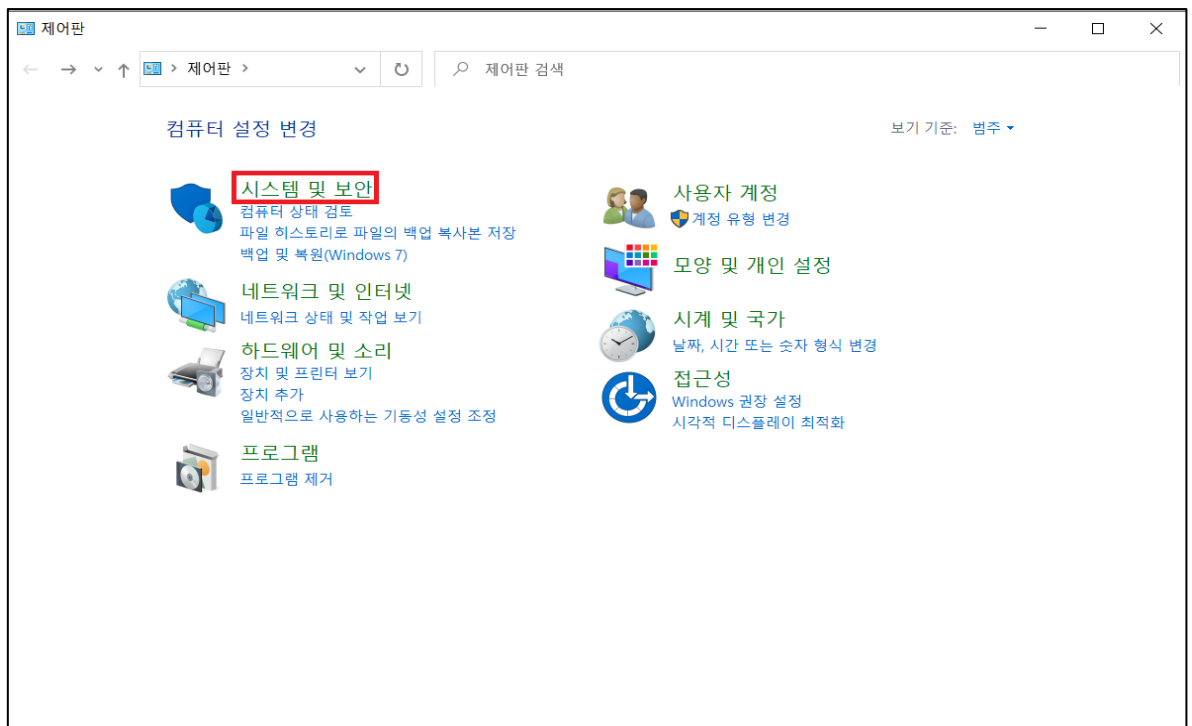 제어판
제어판
제어판 검색
컴퓨터 설정 변경
보기 기준: 범주
시스템 및 보안
컴퓨터 상태 검토
파일 히스토리로 파일의 백업 복사본 저장
백업 및 복원(Windows 7)
네트워크 및 인터넷
네트워크 상태 및 작업 보기
하드웨어 및 소리
장치 및 프린터 보기
장치 추가
일반적으로 사용하는 기동성 설정 조정
프로그램
프로그램 제거
사용자 계정
계정 유형 변경
모양 및 개인 설정
시계 및 국가
날짜, 시간 또는 숫자 형식 변경
접근성
Windows 권장 설정
시각적 디스플레이 최적화